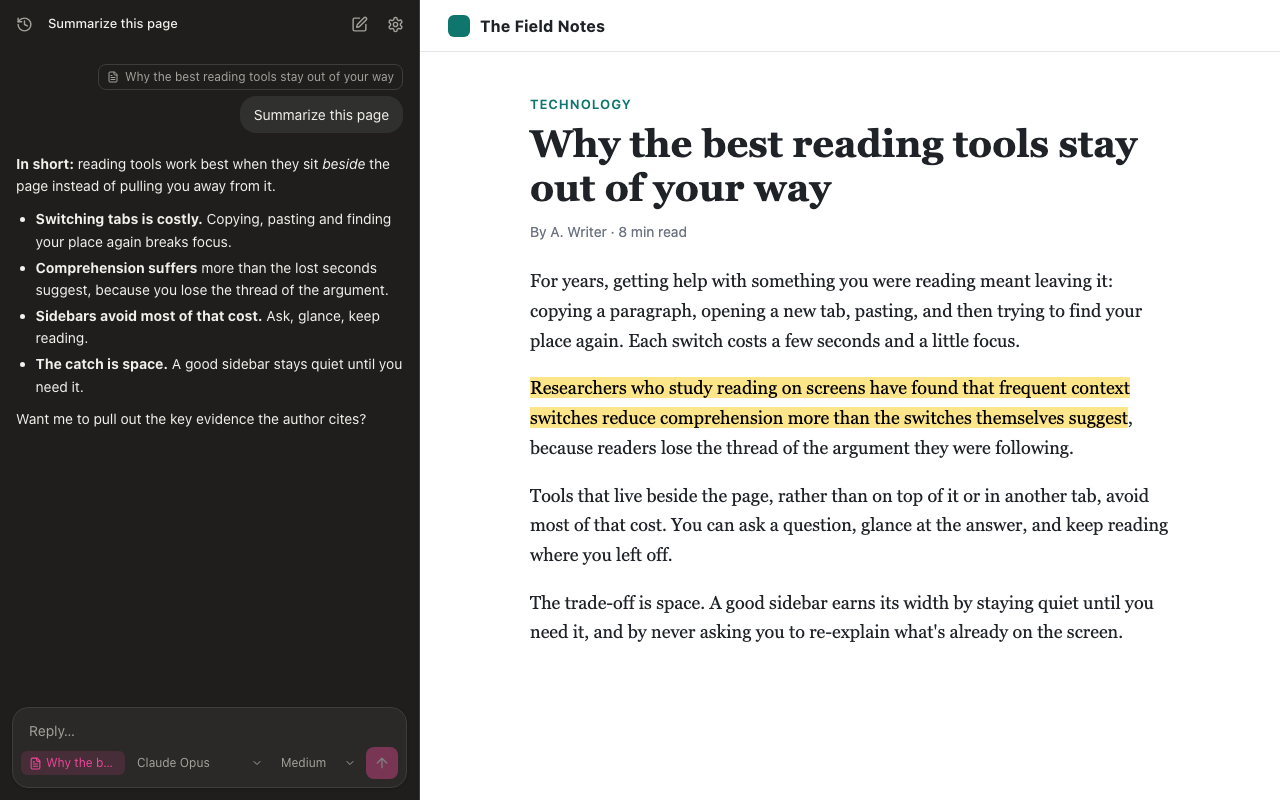 Summarize this page
Why the best reading tools stay out of your way
Summarize this page
In short: reading tools work best when they sit beside the
page instead of pulling you away from it.
Switching tabs is costly. Copying, pasting and finding
your place again breaks focus.
Comprehension suffers more than the lost seconds
suggest, because you lose the thread of the argument.
Sidebars avoid most of that cost. Ask, glance, keep
reading.
The catch is space. A good sidebar stays quiet until you
need it.
Want me to pull out the key evidence the author cites?
Reply…
Why the b…
Claude Opus
Medium
The Field Notes
TECHNOLOGY
Why the best reading tools stay
out of your way
By A. Writer · 8 min read
For years, getting help with something you were reading meant leaving it:
copying a paragraph, opening a new tab, pasting, and then trying to find your
place again. Each switch costs a few seconds and a little focus.
Researchers who study reading on screens have found that frequent context
switches reduce comprehension more than the switches themselves suggest,
because readers lose the thread of the argument they were following.
Tools that live beside the page, rather than on top of it or in another tab, avoid
most of that cost. You can ask a question, glance at the answer, and keep reading
where you left off.
The trade-off is space. A good sidebar earns its width by staying quiet until you
need it, and by never asking you to re-explain what's already on the screen.